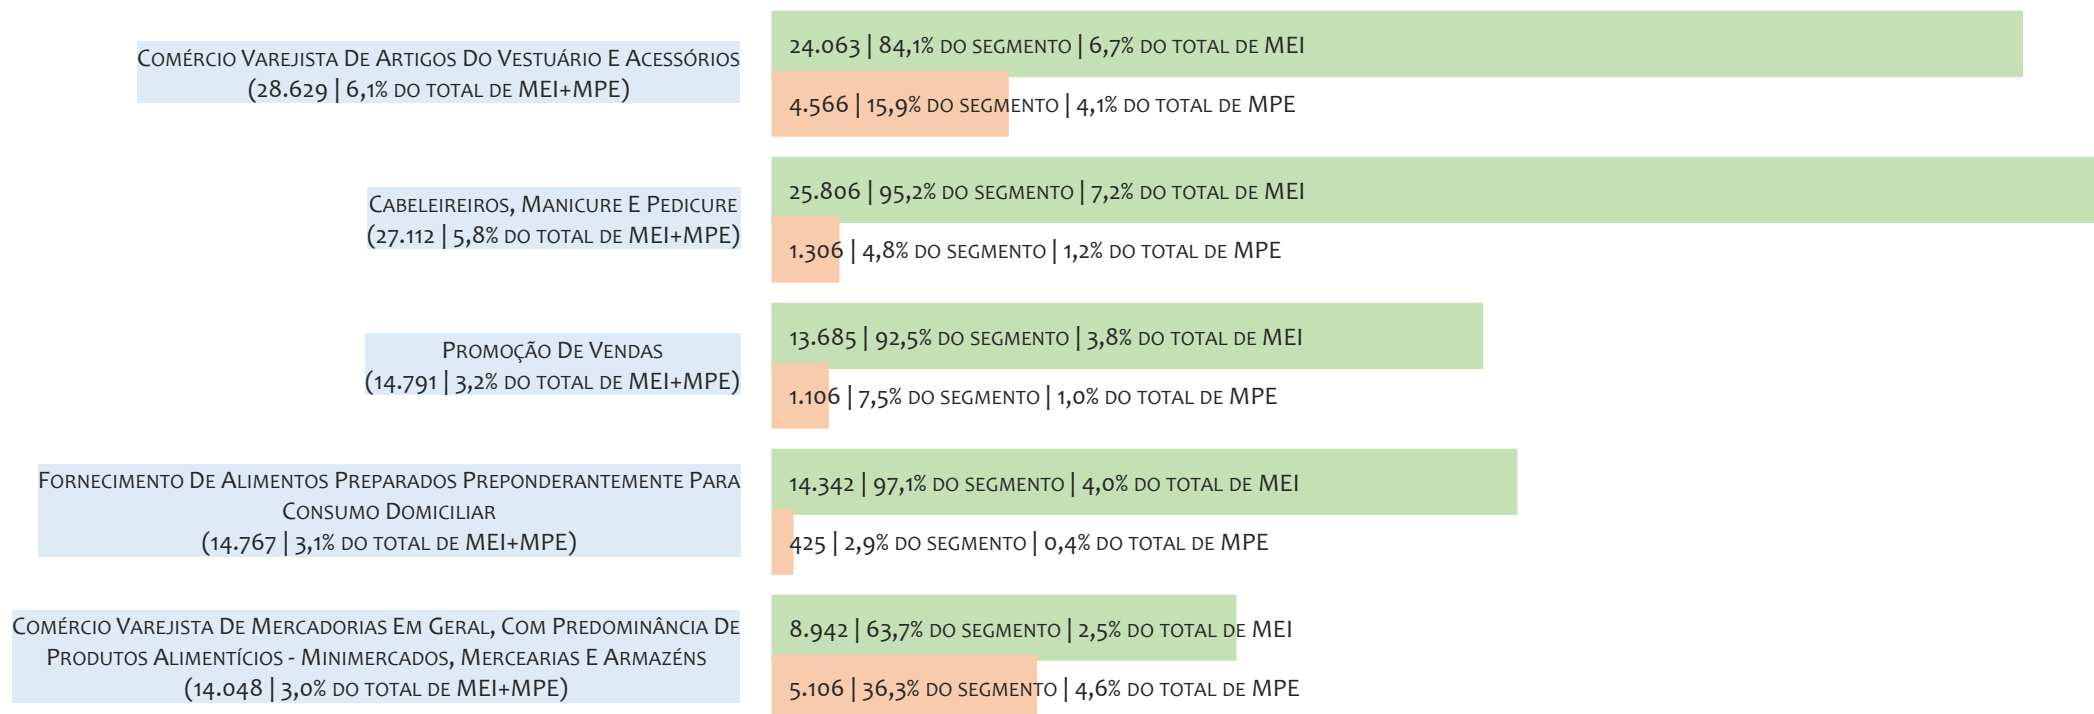 Comércio Varejista De Artigos Do Vestuário E Acessórios
(28.629 | 6,1% do total de MEI+MPE)
24.063 | 84,1% do segmento | 6,7% do total de MEI
4.566 | 15,9% do segmento | 4,1% do total de MPE
Cabeleireiros, Manicure E Pedicure
(27.112 | 5,8% do total de MEI+MPE)
25.806 | 95,2% do segmento | 7,2% do total de MEI
1.306 | 4,8% do segmento | 1,2% do total de MPE
Promoção De Vendas
(14.791 | 3,2% do total de MEI+MPE)
13.685 | 92,5% do segmento | 3,8% do total de MEI
1.106 | 7,5% do segmento | 1,0% do total de MPE
Fornecimento De Alimentos Preparados Preponderantemente Para
Consumo Domiciliar
(14.767 | 3,1% do total de MEI+MPE)
14.342 | 97,1% do segmento | 4,0% do total de MEI
425 | 2,9% do segmento | 0,4% do total de MPE
Comércio Varejista De Mercadorias Em Geral, Com Predominância De
Produtos Alimentícios - Minimercados, Mercearias E Armazéns
(14.048 | 3,0% do total de MEI+MPE)
8.942 | 63,7% do segmento | 2,5% do total de MEI
5.106 | 36,3% do segmento | 4,6% do total de MPE